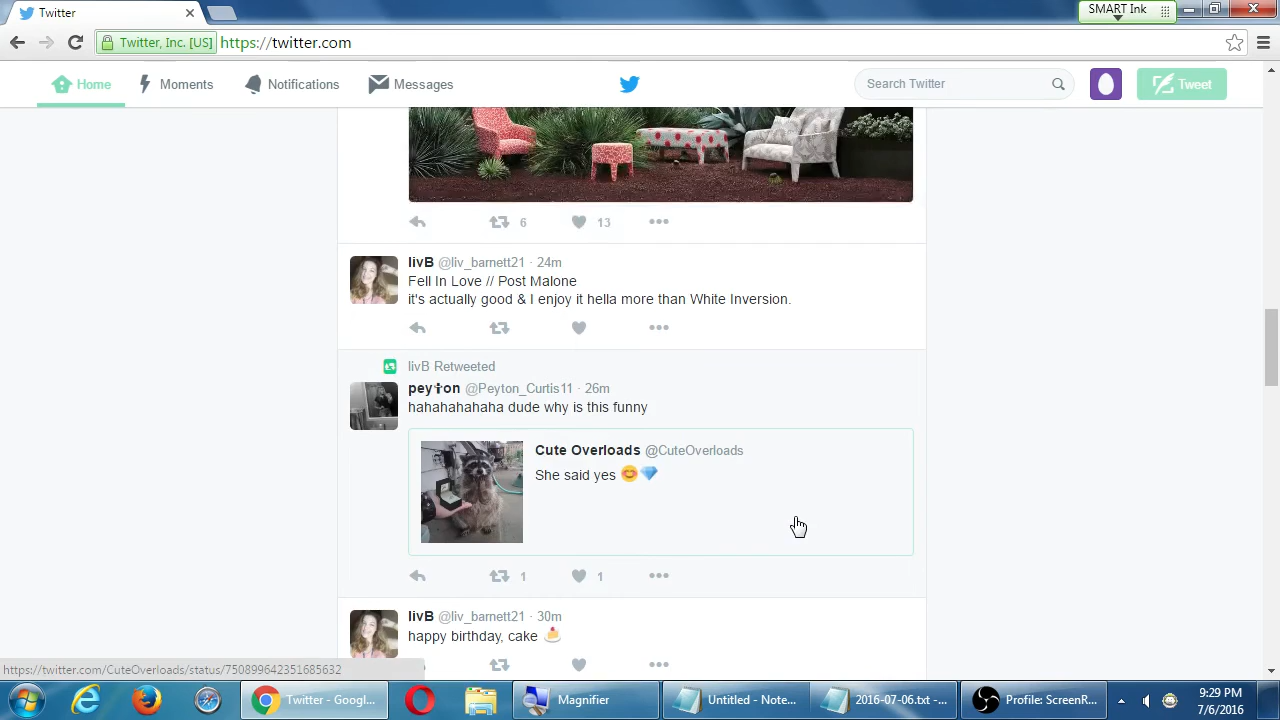 Twitter
SMART Ink
Twitter, Inc. [US] https://twitter.com
Home Moments Notifications Messages Search Twitter Tweet
6 13
livB @liv_barnett21 · 24m
Fell In Love // Post Malone
it's actually good & I enjoy it hella more than White Inversion.
livB Retweeted
pey✝on @Peyton_Curtis11 · 26m
hahahahahaha dude why is this funny
Cute Overloads @CuteOverloads
She said yes 😊💎
1 1
livB @liv_barnett21 · 30m
happy birthday, cake 🍰
https://twitter.com/CuteOverloads/status/750899642351685632
Twitter - Googl... Magnifier Untitled - Note... 2016-07-06.txt -... Profile: ScreenR... 9:29 PM
7/6/2016